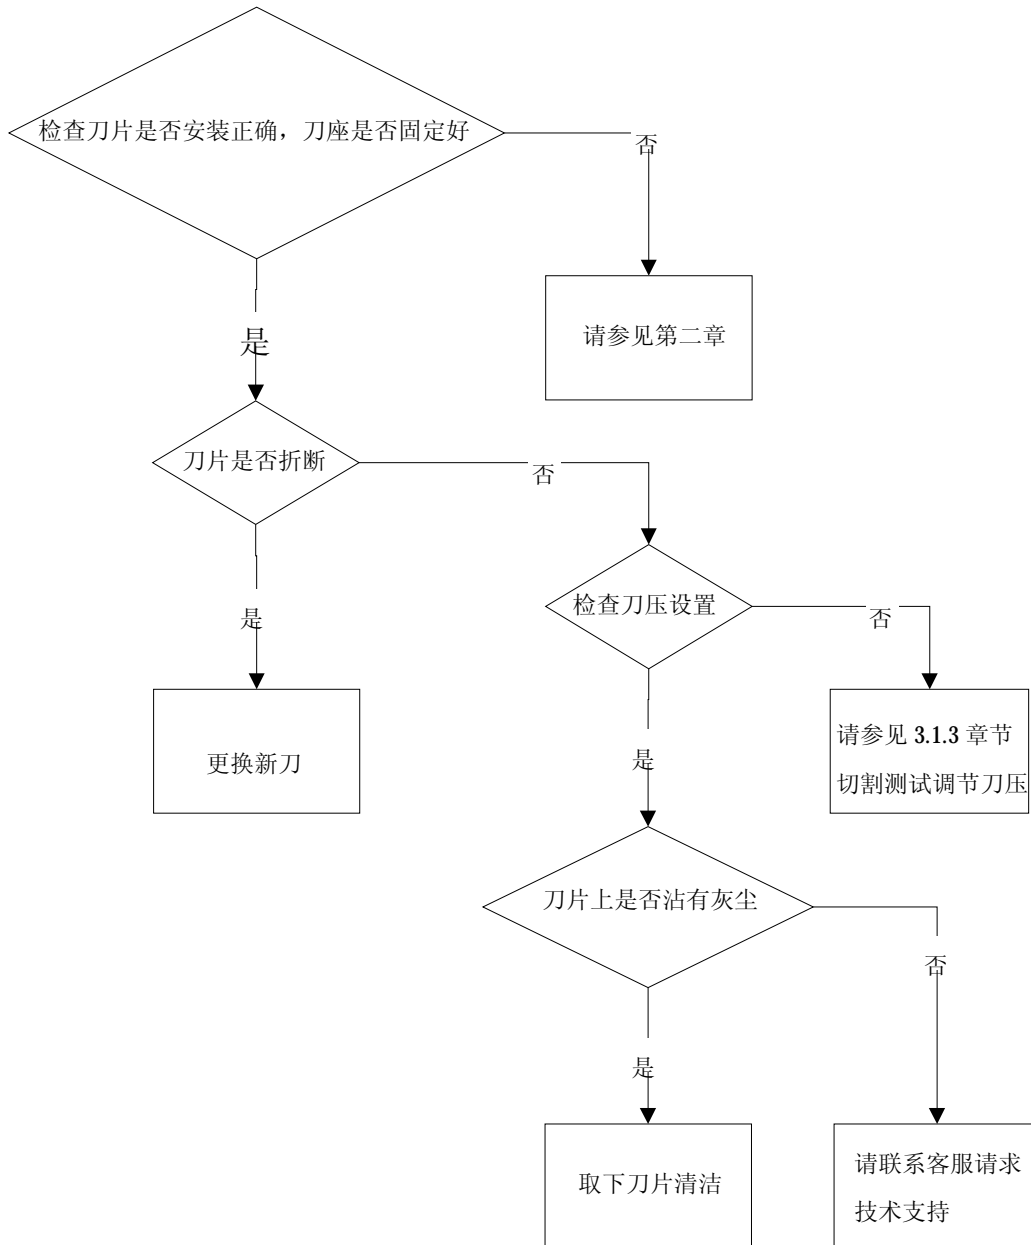 检查刀片是否安装正确，刀座是否固定好
否
请参见第二章
是
刀片是否折断
否
检查刀压设置
否
是
更换新刀
请参见 3.1.3 章节
切割测试调节刀压
是
刀片上是否沾有灰尘
否
是
取下刀片清洁
请联系客服请求
技术支持